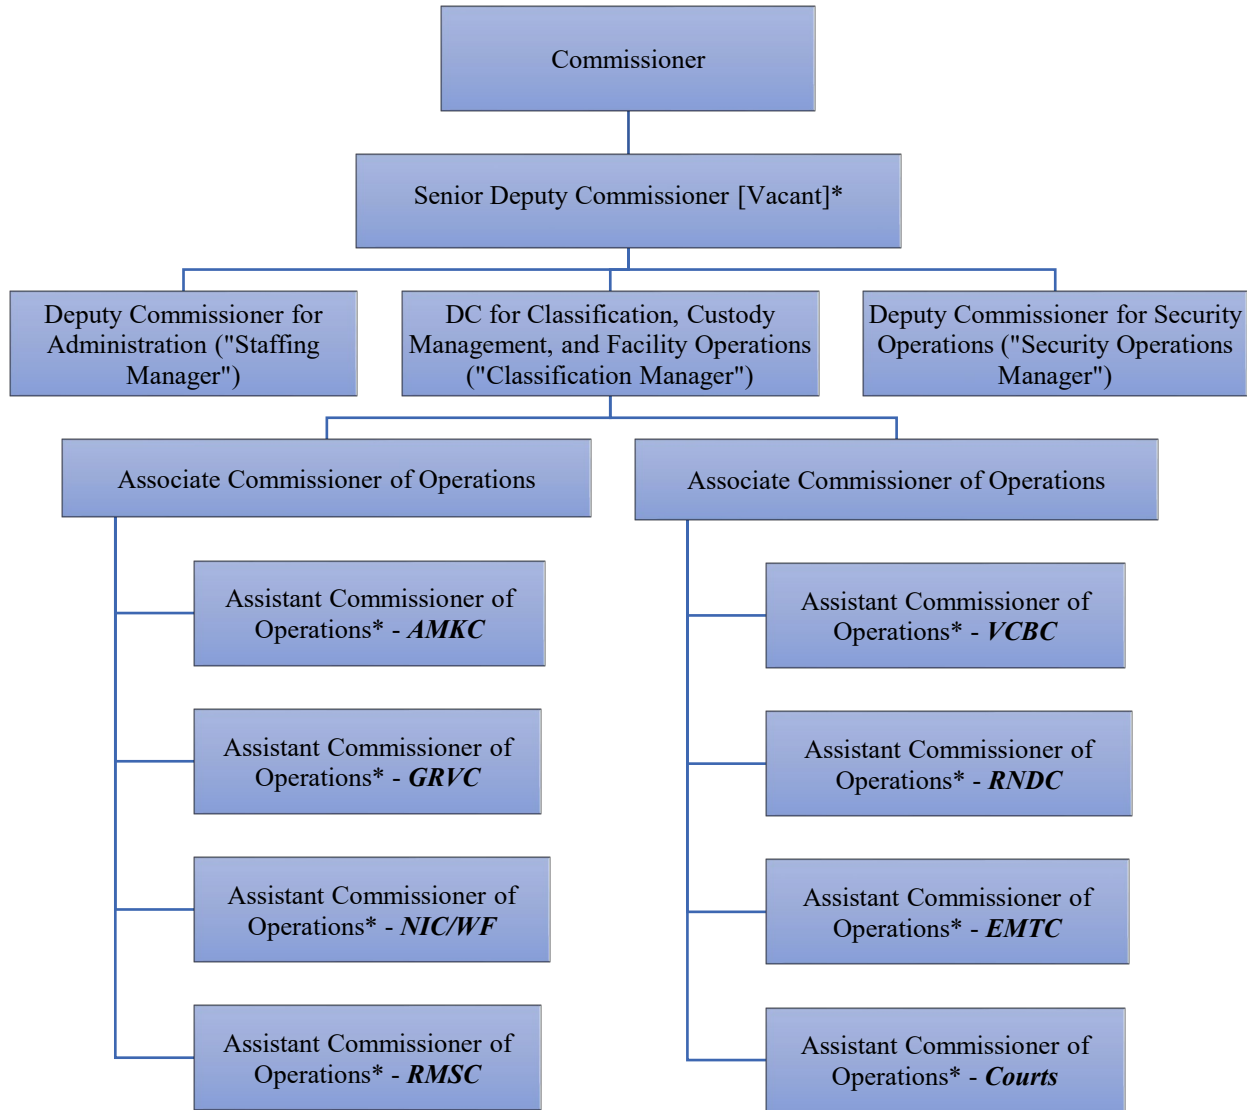 Commissioner
Senior Deputy Commissioner [Vacant]*
Deputy Commissioner for
Administration ("Staffing
Manager")
DC for Classification, Custody
Management, and Facility Operations
("Classification Manager")
Deputy Commissioner for Security
Operations ("Security Operations
Manager")
Associate Commissioner of Operations
Assistant Commissioner of
Operations* - AMKC
Assistant Commissioner of
Operations* - GRVC
Assistant Commissioner of
Operations* - NIC/WF
Assistant Commissioner of
Operations* - RMSC
Associate Commissioner of Operations
Assistant Commissioner of
Operations* - VCBC
Assistant Commissioner of
Operations* - RNDC
Assistant Commissioner of
Operations* - EMTC
Assistant Commissioner of
Operations* - Courts